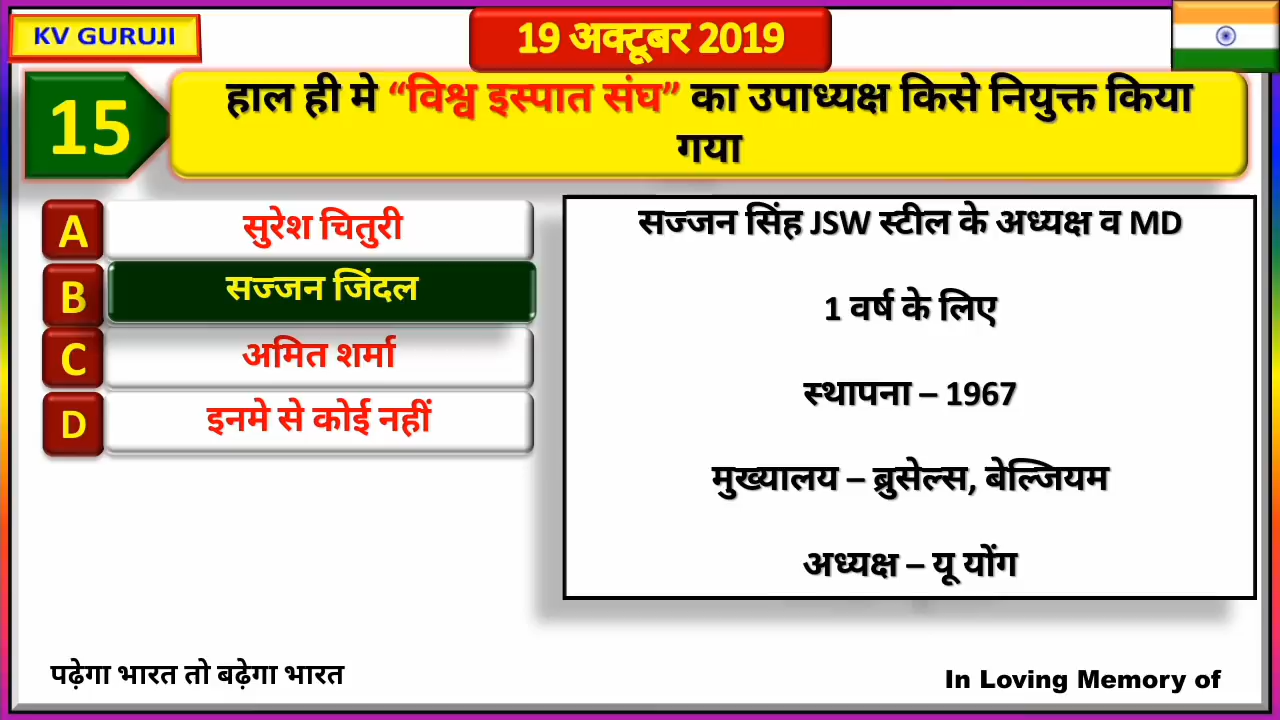 KV GURUJI
19 अक्टूबर 2019
15
हाल ही मे “विश्व इस्पात संघ” का उपाध्यक्ष किसे नियुक्त किया
गया
A
सुरेश चितुरी
B
सज्जन जिंदल
C
अमित शर्मा
D
इनमे से कोई नहीं
सज्जन सिंह JSW स्टील के अध्यक्ष व MD
1 वर्ष के लिए
स्थापना – 1967
मुख्यालय – ब्रुसेल्स, बेल्जियम
अध्यक्ष – यू योंग
पढ़ेगा भारत तो बढ़ेगा भारत
In Loving Memory of